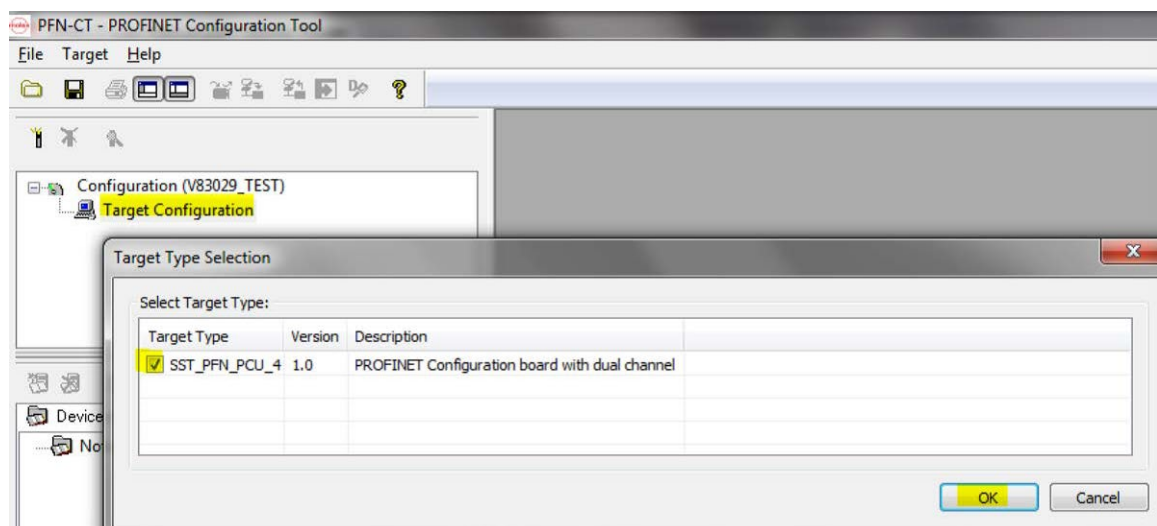 PFN-CT - PROFINET Configuration Tool
File Target Help
Configuration (V83029_TEST)
Target Configuration
Target Type Selection
Select Target Type:
Target Type Version Description
SST_PFN_PCU_4 1.0 PROFINET Configuration board with dual channel
Device
No
OK Cancel